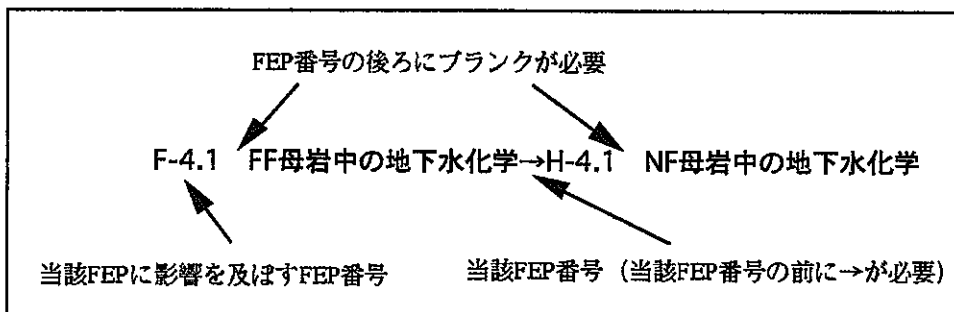 FEP番号の後ろにブランクが必要
F-4.1 FF母岩中の地下水化学→H-4.1 NF母岩中の地下水化学
当該FEPに影響を及ぼすFEP番号 当該FEP番号(当該FEP番号の前に→が必要)